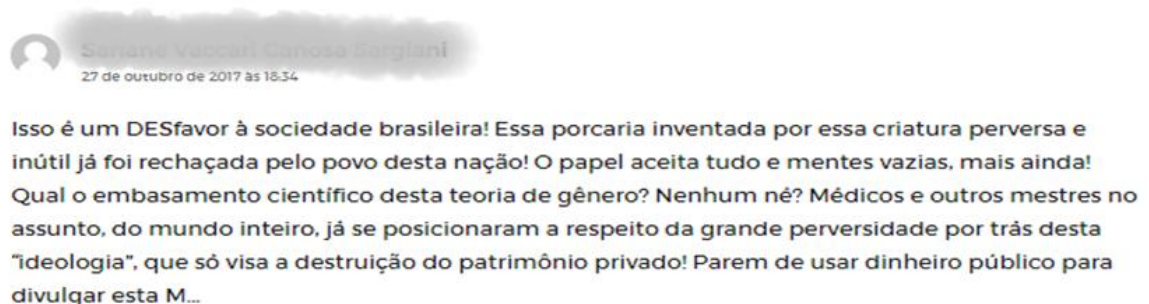 27 de outubro de 2017 às 18:34
Isso é um DESfavor à sociedade brasileira! Essa porcaria inventada por essa criatura perversa e
inútil já foi rechaçada pelo povo desta nação! O papel aceita tudo e mentes vazias, mais ainda!
Qual o embasamento científico desta teoria de gênero? Nenhum né? Médicos e outros mestres no
assunto, do mundo inteiro, já se posicionaram a respeito da grande perversidade por trás desta
"ideologia", que só visa a destruição do patrimônio privado! Parem de usar dinheiro público para
divulgar esta M...